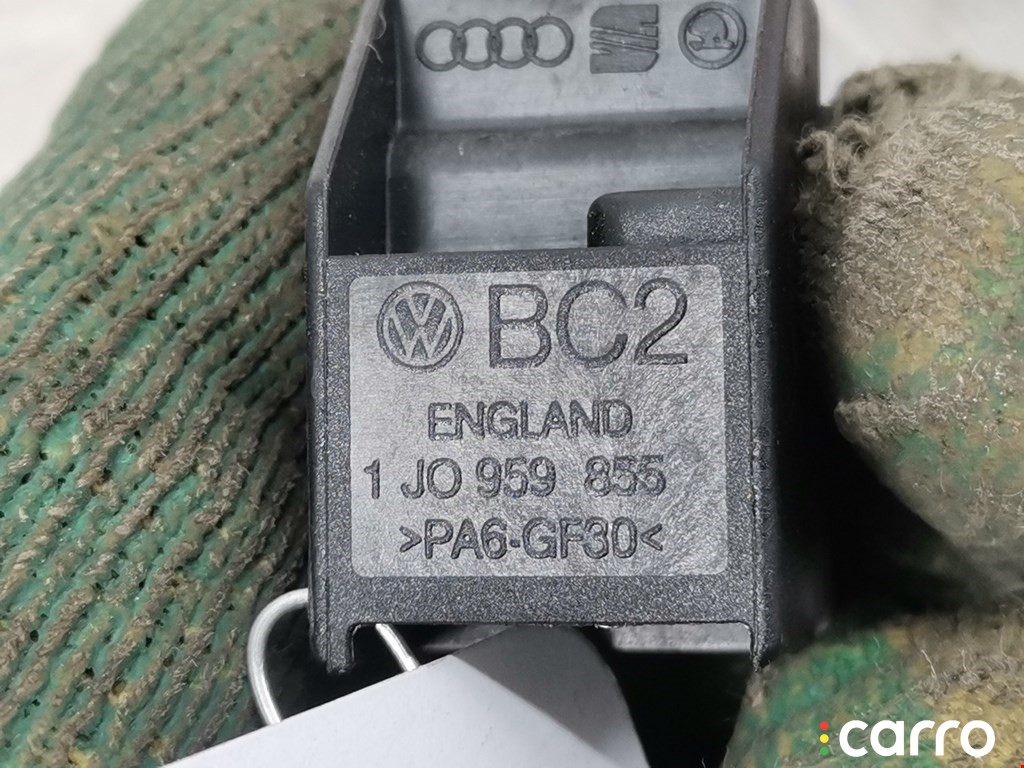 BC2
ENGLAND
1 JO 959 855
>PA6-GF30<
carro